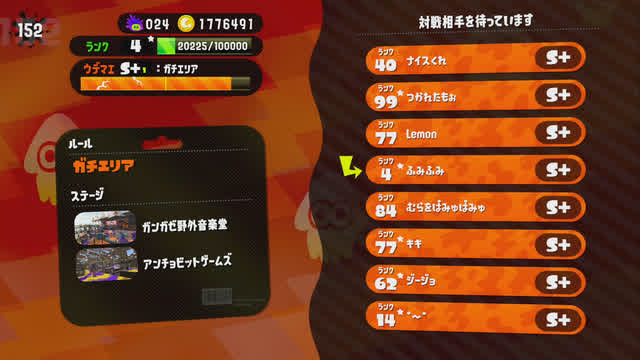 152
024
1776491
ランク 4★ 20225/100000
ウデマエ S+1 : ガチエリア
ルール
ガチエリア
ステージ
ガンガゼ野外音楽堂
アンチョビットゲームズ
対戦相手を待っています
ランク 40 ナイスくれ S+
ランク 99★ つかれたもぉ S+
ランク 77 Lemon S+
ランク 4★ ふみふみ S+
ランク 84 むらをぱみゅぱみゅ S+
ランク 77★ キキ S+
ランク 62★ ジージョ S+
ランク 14★ S+